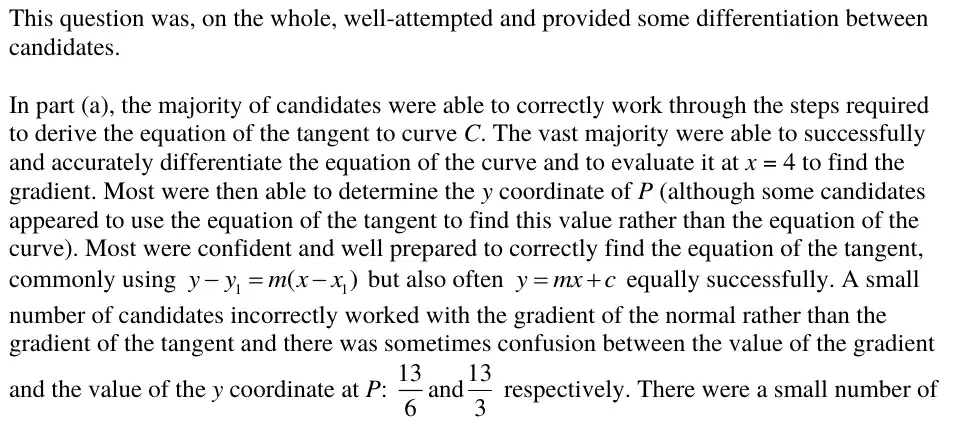 This question was, on the whole, well-attempted and provided some differentiation between
candidates.
In part (a), the majority of candidates were able to correctly work through the steps required
to derive the equation of the tangent to curve C. The vast majority were able to successfully
and accurately differentiate the equation of the curve and to evaluate it at x = 4 to find the
gradient. Most were then able to determine the y coordinate of P (although some candidates
appeared to use the equation of the tangent to find this value rather than the equation of the
curve). Most were confident and well prepared to correctly find the equation of the tangent,
commonly using y − y₁ = m(x − x₁) but also often y = mx + c equally successfully. A small
number of candidates incorrectly worked with the gradient of the normal rather than the
gradient of the tangent and there was sometimes confusion between the value of the gradient
and the value of the y coordinate at P: 13/6 and 13/3 respectively. There were a small number of